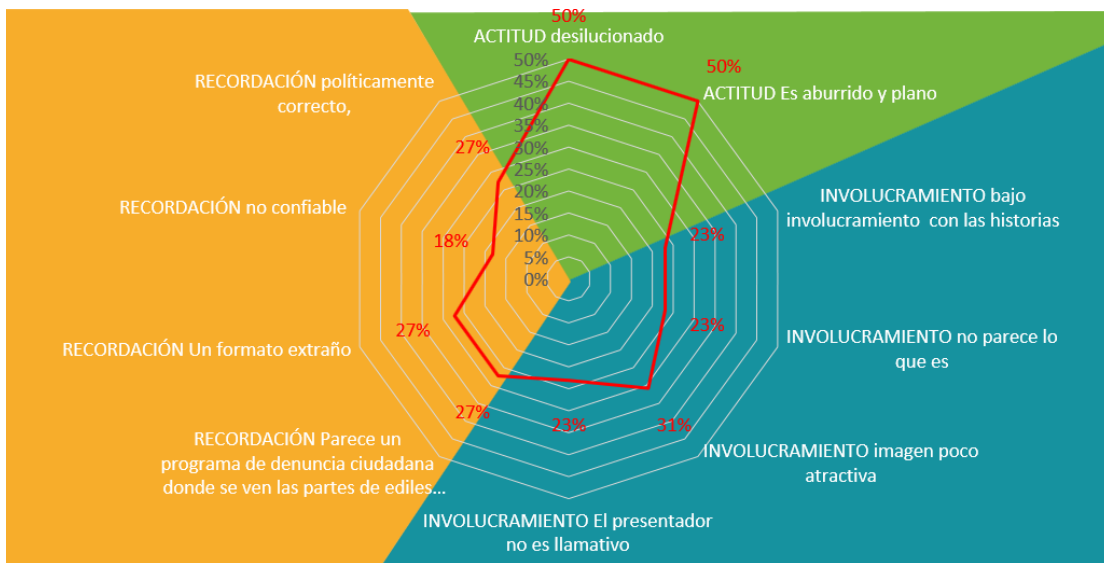 50%
ACTITUD desilucionado
50%
ACTITUD Es aburrido y plano
INVOLUCRAMIENTO bajo
involucramiento con las historias
23%
INVOLUCRAMIENTO no parece lo
que es
23%
INVOLUCRAMIENTO imagen poco
atractiva
31%
INVOLUCRAMIENTO El presentador
no es llamativo
23%
RECORDACIÓN Parece un
programa de denuncia ciudadana
donde se ven las partes de ediles...
27%
RECORDACIÓN Un formato extraño
27%
RECORDACIÓN no confiable
18%
RECORDACIÓN políticamente
correcto,
27%
50%
45%
40%
35%
30%
25%
20%
15%
10%
5%
0%